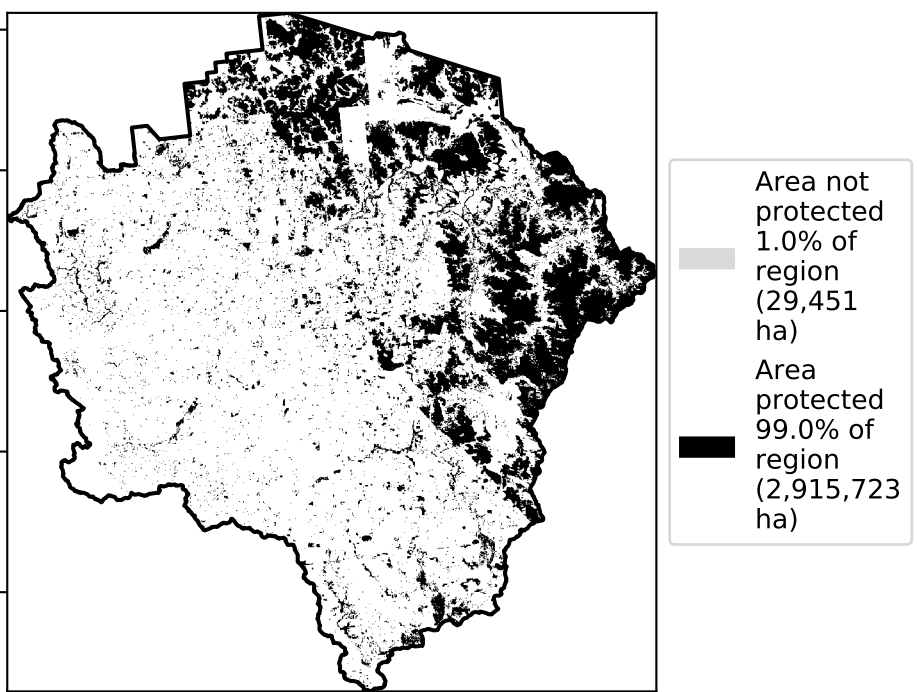 Area not
protected
1.0% of
region
(29,451
ha)
Area
protected
99.0% of
region
(2,915,723
ha)